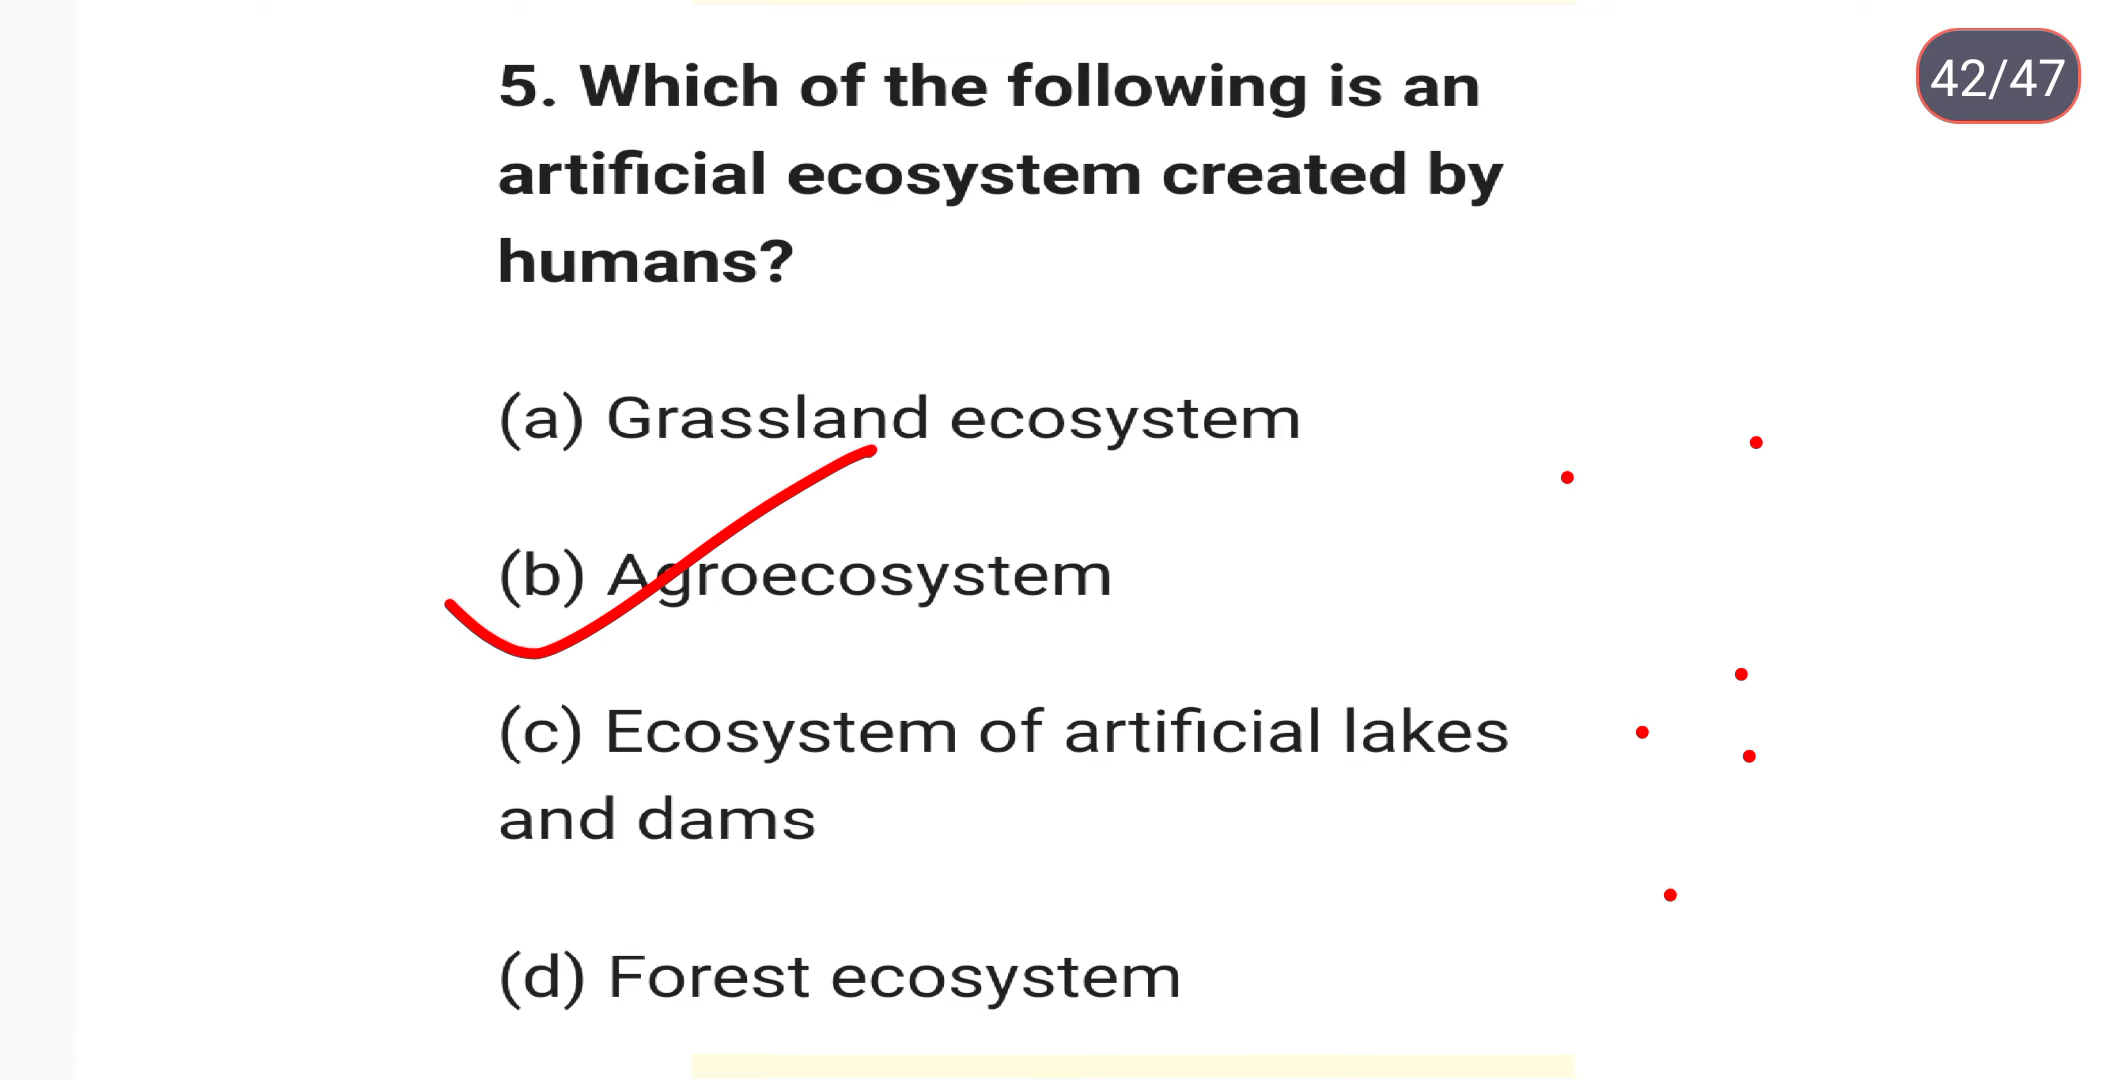 42/47
5. Which of the following is an
artificial ecosystem created by
humans?
(a) Grassland ecosystem
(b) Agroecosystem
(c) Ecosystem of artificial lakes
and dams
(d) Forest ecosystem